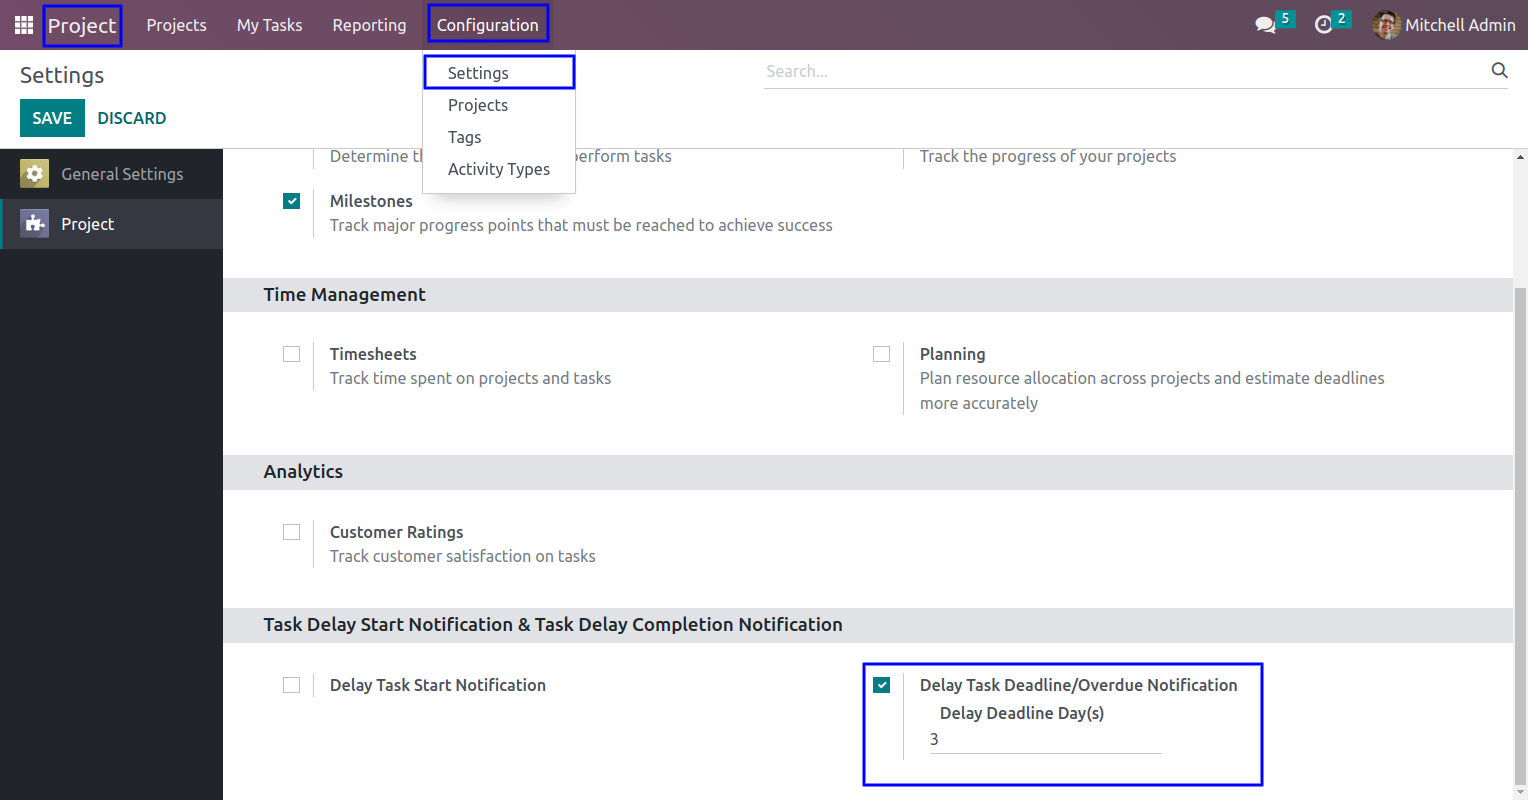 Project Projects My Tasks Reporting Configuration 5 2 Mitchell Admin
Settings
Search...
SAVE DISCARD
Settings
Projects
Tags
Activity Types
General Settings
Project
Determine perform tasks
Track the progress of your projects
Milestones
Track major progress points that must be reached to achieve success
Time Management
Timesheets
Track time spent on projects and tasks
Planning
Plan resource allocation across projects and estimate deadlines
more accurately
Analytics
Customer Ratings
Track customer satisfaction on tasks
Task Delay Start Notification & Task Delay Completion Notification
Delay Task Start Notification
Delay Task Deadline/Overdue Notification
Delay Deadline Day(s)
3